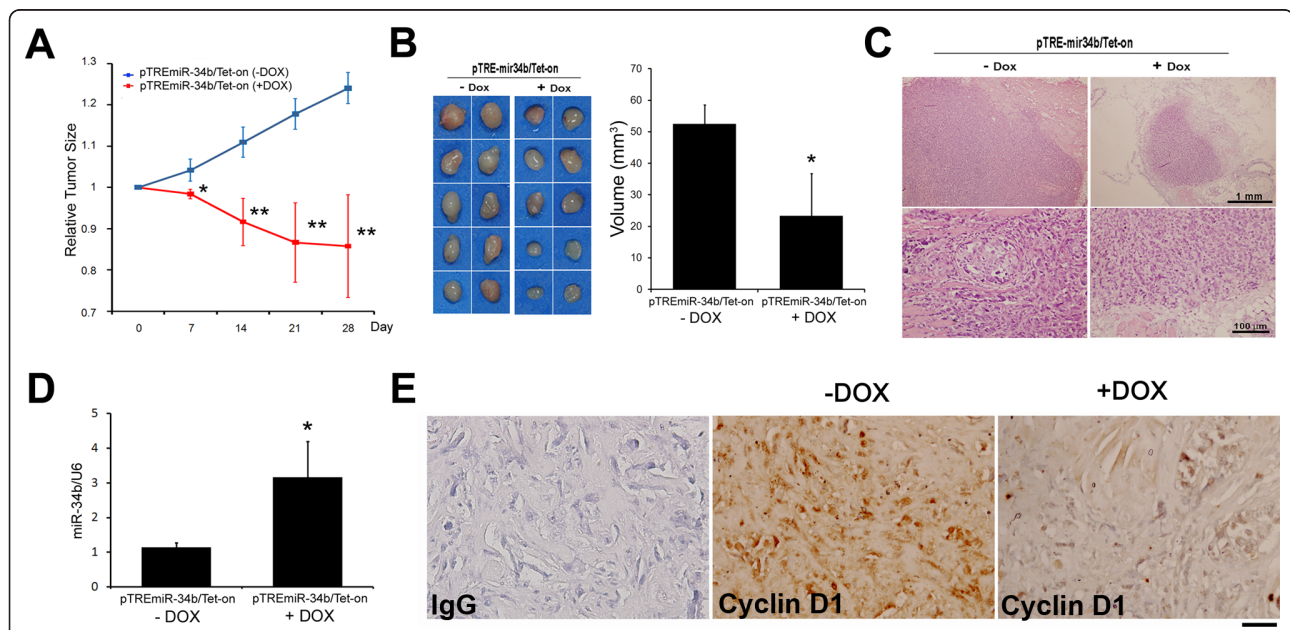 A
1.3
1.2
1.1
1
0.9
0.8
0.7
Relative Tumor Size
pTREmiR-34b/Tet-on (-DOX)
pTREmiR-34b/Tet-on (+DOX)
*
**
**
**
0
7
14
21
28
Day
B
pTRE-mir34b/Tet-on
- Dox
+ Dox
Volume (mm³)
70
60
50
40
30
20
10
0
*
pTREmiR-34b/Tet-on
- DOX
pTREmiR-34b/Tet-on
+ DOX
C
pTRE-mir34b/Tet-on
- Dox
+ Dox
1 mm
100 μm
D
miR-34b/U6
5
4
3
2
1
0
*
pTREmiR-34b/Tet-on
- DOX
pTREmiR-34b/Tet-on
+ DOX
E
-DOX
+DOX
IgG
Cyclin D1
Cyclin D1